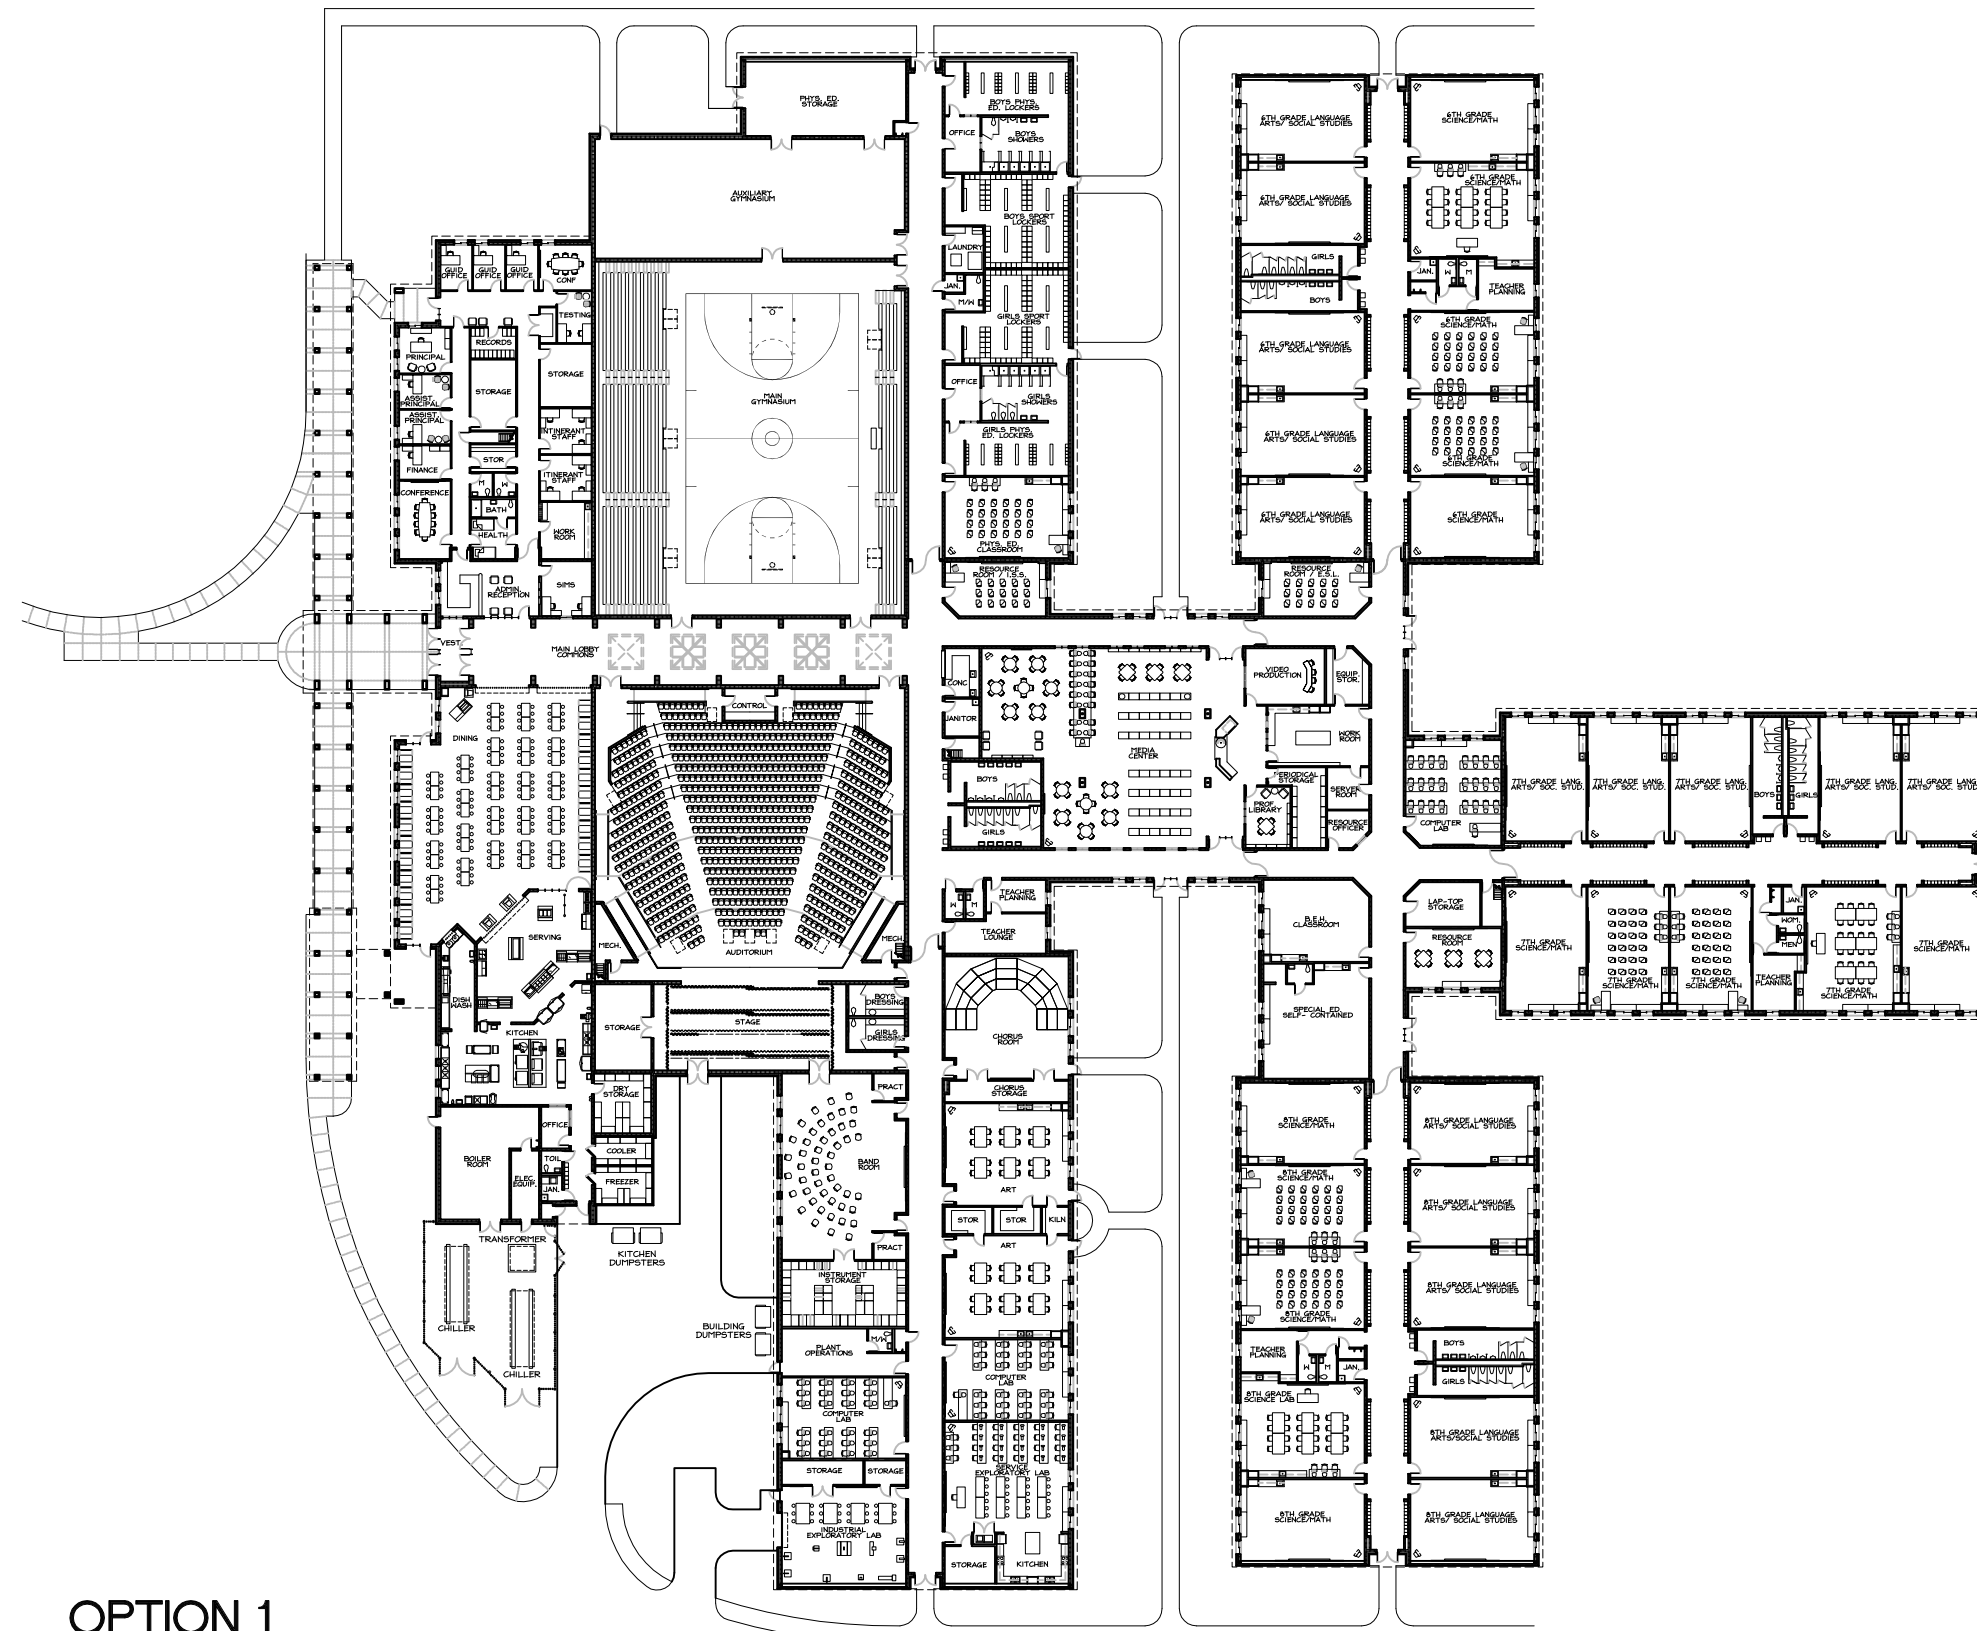 PHYS. ED.
STORAGE
BOYS PHYS.
ED. LOCKERS
OFFICE
BOYS
SHOWERS
6TH GRADE LANGUAGE
ARTS/ SOCIAL STUDIES
6TH GRADE
SCIENCE/MATH
AUXILIARY
GYMNASIUM
BOYS SPORT
LOCKERS
6TH GRADE LANGUAGE
ARTS/ SOCIAL STUDIES
6TH GRADE
SCIENCE/MATH
GUID
OFFICE
GUID
OFFICE
GUID
OFFICE
CONF
LAUNDRY
JAN.
M/W
GIRLS SPORT
LOCKERS
GIRLS
BOYS
JAN.
W
M
TEACHER
PLANNING
TESTING
RECORDS
PRINCIPAL
STORAGE
STORAGE
ASSIST.
PRINCIPAL
ASSIST.
PRINCIPAL
INTINERANT
STAFF
FINANCE
STOR
ITINERANT
STAFF
CONFERENCE
M
W
BATH
HEALTH
WORK
ROOM
MAIN
GYMNASIUM
OFFICE
GIRLS
SHOWERS
GIRLS PHYS.
ED. LOCKERS
PHYS. ED.
CLASSROOM
6TH GRADE LANGUAGE
ARTS/ SOCIAL STUDIES
6TH GRADE
SCIENCE/MATH
6TH GRADE LANGUAGE
ARTS/ SOCIAL STUDIES
6TH GRADE
SCIENCE/MATH
6TH GRADE LANGUAGE
ARTS/ SOCIAL STUDIES
6TH GRADE
SCIENCE/MATH
ADMIN.
RECEPTION
SIMS
RESOURCE
ROOM / I.S.S.
RESOURCE
ROOM / E.S.L.
VEST
MAIN LOBBY
COMMONS
CONC
JANITOR
VIDEO
PRODUCTION
EQUIP.
STOR.
CONTROL
DINING
MEDIA
CENTER
WORK
ROOM
PERIODICAL
STORAGE
SERVER
ROOM
PROF
LIBRARY
RESOURCE
OFFICER
BOYS
GIRLS
COMPUTER
LAB
7TH GRADE LANG.
ARTS/ SOC. STUD.
7TH GRADE LANG.
ARTS/ SOC. STUD.
7TH GRADE LANG.
ARTS/ SOC. STUD.
BOYS
GIRLS
7TH GRADE LANG.
ARTS/ SOC. STUD.
7TH GRADE LANG.
ARTS/ SOC. STUD
W
M
TEACHER
PLANNING
TEACHER
LOUNGE
B.E.H.
CLASSROOM
LAP-TOP
STORAGE
RESOURCE
ROOM
7TH GRADE
SCIENCE/MATH
7TH GRADE
SCIENCE/MATH
7TH GRADE
SCIENCE/MATH
JAN.
WOM.
MEN
TEACHER
PLANNING
7TH GRADE
SCIENCE/MATH
7TH GRADE
SCIENCE/MATH
SERVING
MECH.
AUDITORIUM
MECH.
DISH
WASH
KITCHEN
STORAGE
STAGE
BOYS
DRESSING
GIRLS
DRESSING
CHORUS
ROOM
CHORUS
STORAGE
SPECIAL ED.
SELF- CONTAINED
DRY
STORAGE
PRACT
OFFICE
BOILER
ROOM
TOIL
COOLER
ELEC.
EQUIP.
JAN.
FREEZER
BAND
ROOM
ART
STOR
STOR
KILN
ART
8TH GRADE
SCIENCE/MATH
8TH GRADE LANGUAGE
ARTS/ SOCIAL STUDIES
8TH GRADE
SCIENCE/MATH
8TH GRADE LANGUAGE
ARTS/ SOCIAL STUDIES
TRANSFORMER
KITCHEN
DUMPSTERS
PRACT
INSTRUMENT
STORAGE
8TH GRADE
SCIENCE/MATH
8TH GRADE LANGUAGE
ARTS/ SOCIAL STUDIES
CHILLER
CHILLER
BUILDING
DUMPSTERS
PLANT
OPERATIONS
M/W
COMPUTER
LAB
TEACHER
PLANNING
W
M
JAN.
BOYS
GIRLS
8TH GRADE
SCIENCE LAB
8TH GRADE LANGUAGE
ARTS/SOCIAL STUDIES
COMPUTER
LAB
STORAGE
STORAGE
SERVICE
EXPLORATORY LAB
INDUSTRIAL
EXPLORATORY LAB
STORAGE
KITCHEN
8TH GRADE
SCIENCE/MATH
8TH GRADE LANGUAGE
ARTS/ SOCIAL STUDIES
OPTION 1